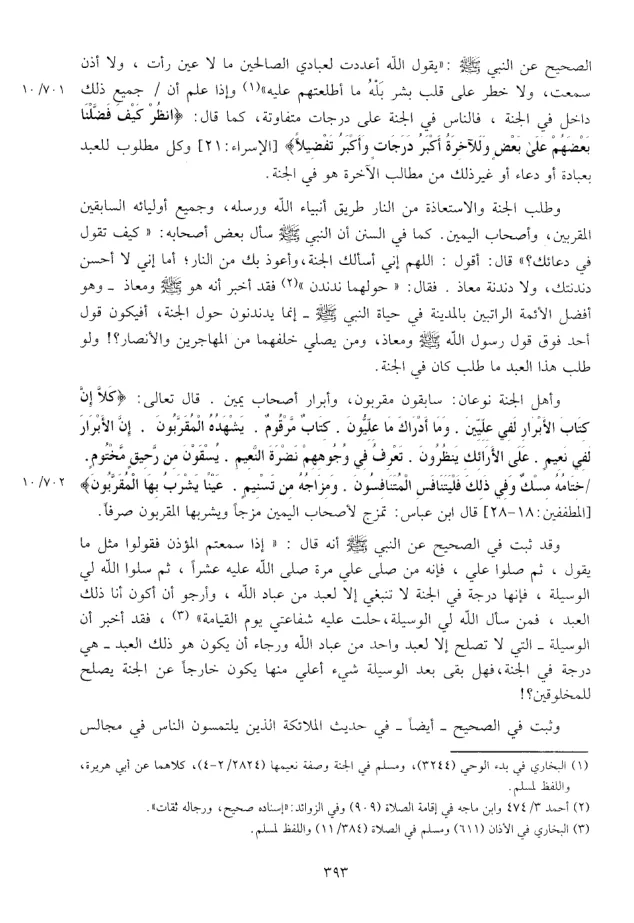 الصحيح عن النبي ﷺ :«يقول الله أعددت لعبادي الصالحين ما لا عين رأت ، ولا أذن
سمعت، ولا خطر على قلب بشر بَلْهُ ما أطلعتهم عليه»(١) وإذا علم أن / جميع ذلك
١٠/٧٠١
داخل في الجنة ، فالناس في الجنة على درجات متفاوتة، كما قال: ﴿انظُرْ كَيْفَ فَضَّلْنَا
بَعْضَهُمْ عَلَىٰ بَعْضٍ وَلَلآخِرَةُ أَكْبَرُ دَرَجَاتٍ وَأَكْبَرُ تَفْضِيلاً﴾ [الإسراء:٢١] وكل مطلوب للعبد
بعبادة أو دعاء أو غيرذلك من مطالب الآخرة هو في الجنة.
وطلب الجنة والاستعاذة من النار طريق أنبياء الله ورسله، وجميع أوليائه السابقين
المقربين، وأصحاب اليمين. كما في السنن أن النبي ﷺ سأل بعض أصحابه: « كيف تقول
في دعائك؟» قال: أقول : اللهم إني أسألك الجنة،وأعوذ بك من النار؛ أما إني لا أحسن
دندنتك، ولا دندنة معاذ . فقال: « حولهما ندندن »(٢) فقد أخبر أنه هو ﷺ ومعاذ ـ وهو
أفضل الأئمة الراتبين بالمدينة في حياة النبي ﷺ ـ إنما يدندنون حول الجنة، أفيكون قول
أحد فوق قول رسول الله ﷺ ومعاذ، ومن يصلي خلفهما من المهاجرين والأنصار؟! ولو
طلب هذا العبد ما طلب كان في الجنة.
وأهل الجنة نوعان: سابقون مقربون، وأبرار أصحاب يمين . قال تعالى: ﴿كَلاَّ إِنَّ
كِتَابَ الأَبْرَارِ لَفِي عِلِّيِّينَ . وَمَا أَدْرَاكَ مَا عِلِّيُّونَ . كِتَابٌ مَّرْقُومٌ . يَشْهَدُهُ الْمُقَرَّبُونَ . إِنَّ الأَبْرَارَ
لَفِي نَعِيمٍ . عَلَى الأَرَائِكِ يَنظُرُونَ . تَعْرِفُ فِي وُجُوهِهِمْ نَضْرَةَ النَّعِيمِ . يُسْقَوْنَ مِن رَّحِيقٍ مَّخْتُومٍ .
/خِتَامُهُ مِسْكٌ وَفِي ذَلِكَ فَلْيَتَنَافَسِ الْمُتَنَافِسُونَ . وَمِزَاجُهُ مِن تَسْنِيمٍ . عَيْنًا يَشْرَبُ بِهَا الْمُقَرَّبُونَ﴾
١٠/٧٠٢
[المطففين:١٨-٢٨] قال ابن عباس: تمزج لأصحاب اليمين مزجاً ويشربها المقربون صرفاً.
وقد ثبت في الصحيح عن النبي ﷺ أنه قال : « إذا سمعتم المؤذن فقولوا مثل ما
يقول ، ثم صلوا علي ، فإنه من صلى علي مرة صلى الله عليه عشراً ، ثم سلوا الله لي
الوسيلة ، فإنها درجة في الجنة لا تنبغي إلا لعبد من عباد الله ، وأرجو أن أكون أنا ذلك
العبد ، فمن سأل الله لي الوسيلة،حلت عليه شفاعتي يوم القيامة» (٣) ، فقد أخبر أن
الوسيلة ـ التي لا تصلح إلا لعبد واحد من عباد الله ورجاء أن يكون هو ذلك العبد ـ هي
درجة في الجنة،فهل بقى بعد الوسيلة شيء أعلي منها يكون خارجاً عن الجنة يصلح
للمخلوقين؟!
وثبت في الصحيح ـ أيضاً ـ في حديث الملائكة الذين يلتمسون الناس في مجالس
(١) البخاري في بدء الوحي (٣٢٤٤)، ومسلم في الجنة وصفة نعيمها (٢/٢٨٢٤-٤)، كلاهما عن أبي هريرة،
واللفظ لمسلم.
(٢) أحمد ٤٧٤/٣ وابن ماجه في إقامة الصلاة (٩٠٩) وفي الزوائد:«إسناده صحيح، ورجاله ثقات».
(٣) البخاري في الأذان (٦١١) ومسلم في الصلاة (١١/٣٨٤) واللفظ لمسلم.
٣٩٣